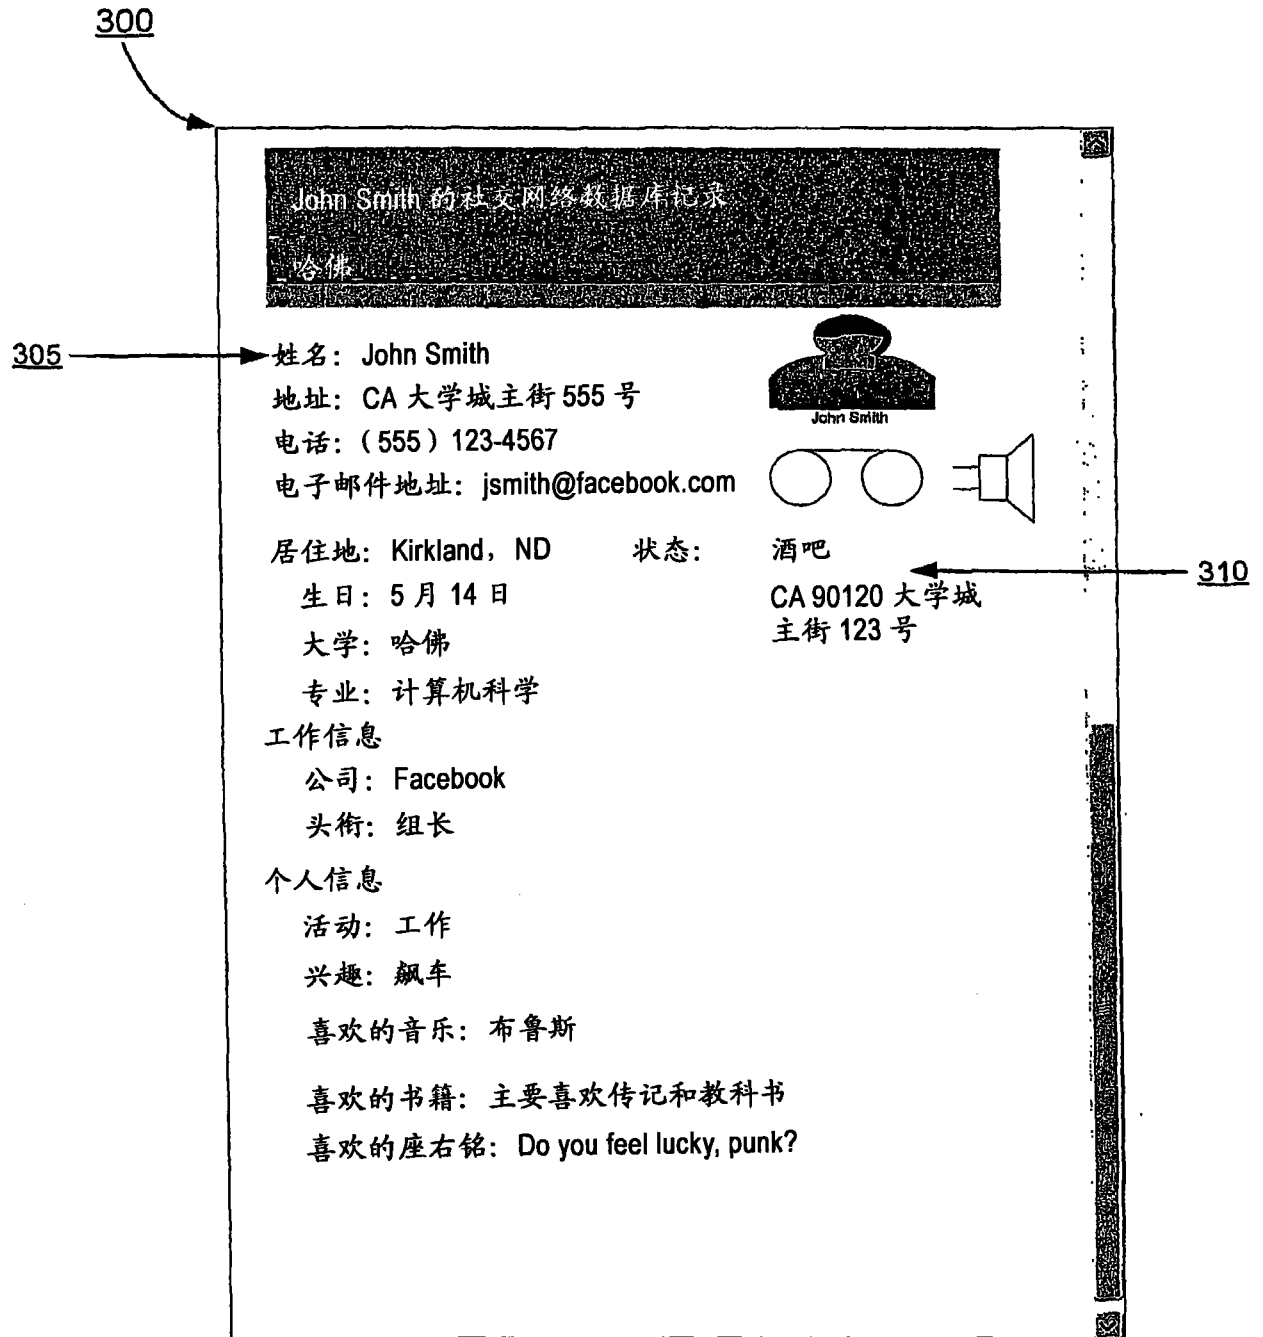 300
John Smith 的社交网络数据库记录
哈佛
305
姓名：John Smith
地址：CA 大学城主街 555 号
电话：（555）123-4567
电子邮件地址：jsmith@facebook.com
John Smith
居住地：Kirkland，ND 状态：酒吧
310
生日：5 月 14 日
CA 90120 大学城
主街 123 号
大学：哈佛
专业：计算机科学
工作信息
公司：Facebook
头衔：组长
个人信息
活动：工作
兴趣：飙车
喜欢的音乐：布鲁斯
喜欢的书籍：主要喜欢传记和教科书
喜欢的座右铭：Do you feel lucky, punk?